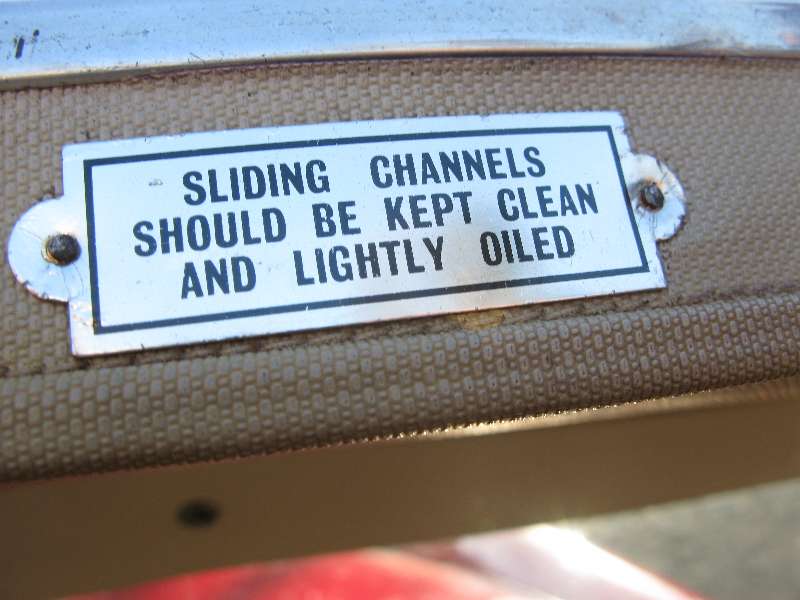 SLIDING CHANNELS
SHOULD BE KEPT CLEAN
AND LIGHTLY OILED